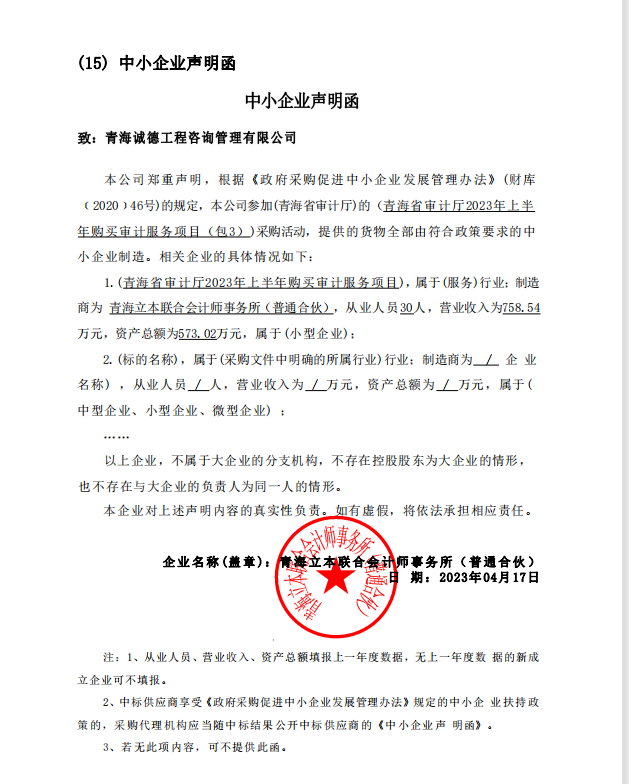 (15) 中小企业声明函
中小企业声明函
致：青海诚德工程咨询管理有限公司
本公司郑重声明，根据《政府采购促进中小企业发展管理办法》(财库
﹝2020﹞46号)的规定，本公司参加(青海省审计厅)的（青海省审计厅2023年上半
年购买审计服务项目（包3）)采购活动，提供的货物全部由符合政策要求的中
小企业制造。相关企业的具体情况如下：
1.(青海省审计厅2023年上半年购买审计服务项目)，属于(服务)行业；制造
商为 青海立本联合会计师事务所（普通合伙），从业人员30人，营业收入为758.54
万元，资产总额为573.02万元，属于(小型企业)；
2.(标的名称)，属于(采购文件中明确的所属行业)行业；制造商为 / 企 业
名称），从业人员 / 人，营业收入为 / 万元，资产总额为 / 万元，属于(
中型企业、小型企业、微型企业)；
……
以上企业，不属于大企业的分支机构，不存在控股股东为大企业的情形，
也不存在与大企业的负责人为同一人的情形。
本企业对上述声明内容的真实性负责。如有虚假，将依法承担相应责任。
企业名称(盖章)：青海立本联合会计师事务所（普通合伙）
日 期：2023年04月17日
青海立本联合会计师事务所（普通合伙）
注：1、从业人员、营业收入、资产总额填报上一年度数据，无上一年度数 据的新成
立企业可不填报。
2、中标供应商享受《政府采购促进中小企业发展管理办法》规定的中小企 业扶持政
策的，采购代理机构应当随中标结果公开中标供应商的《中小企业声 明函》。
3、若无此项内容，可不提供此函。